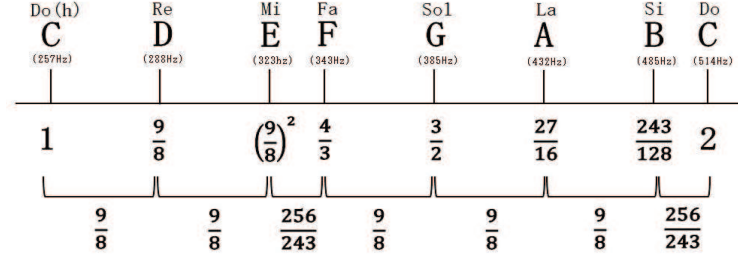 Do(h) Re Mi Fa Sol La Si Do
C D E F G A B C
(257Hz) (288Hz) (323hz) (343Hz) (385Hz) (432Hz) (485Hz) (514Hz)
1 9/8 (9/8)² 4/3 3/2 27/16 243/128 2
9/8 9/8 256/243 9/8 9/8 9/8 256/243